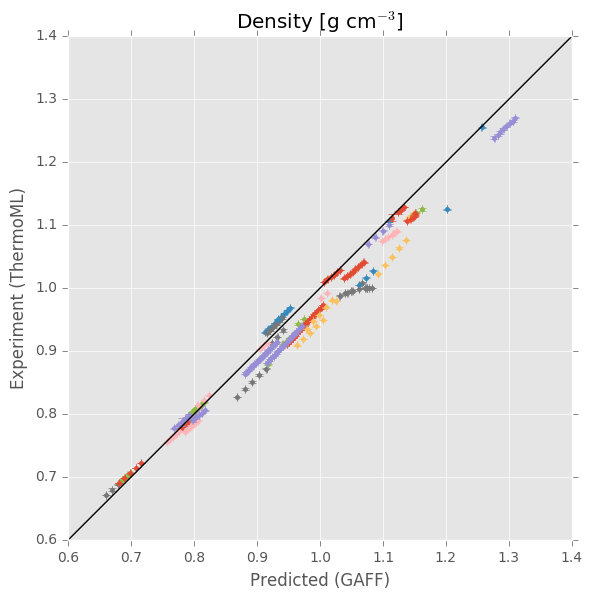 Density [g cm⁻³]
Experiment (ThermoML)
1.4
1.3
1.2
1.1
1.0
0.9
0.8
0.7
0.6
0.6 0.7 0.8 0.9 1.0 1.1 1.2 1.3 1.4
Predicted (GAFF)